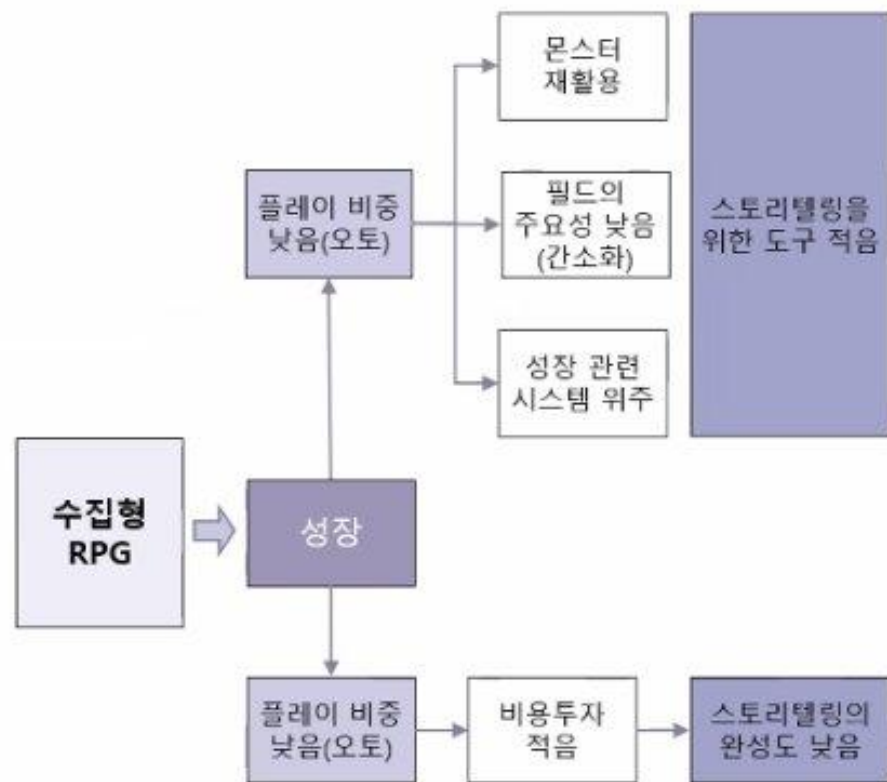 몬스터
재활용
플레이 비중
낮음(오토)
필드의
주요성 낮음
(간소화)
스토리텔링을
위한 도구 적음
성장 관련
시스템 위주
수집형
RPG
성장
플레이 비중
낮음(오토)
비용투자
적음
스토리텔링의
완성도 낮음